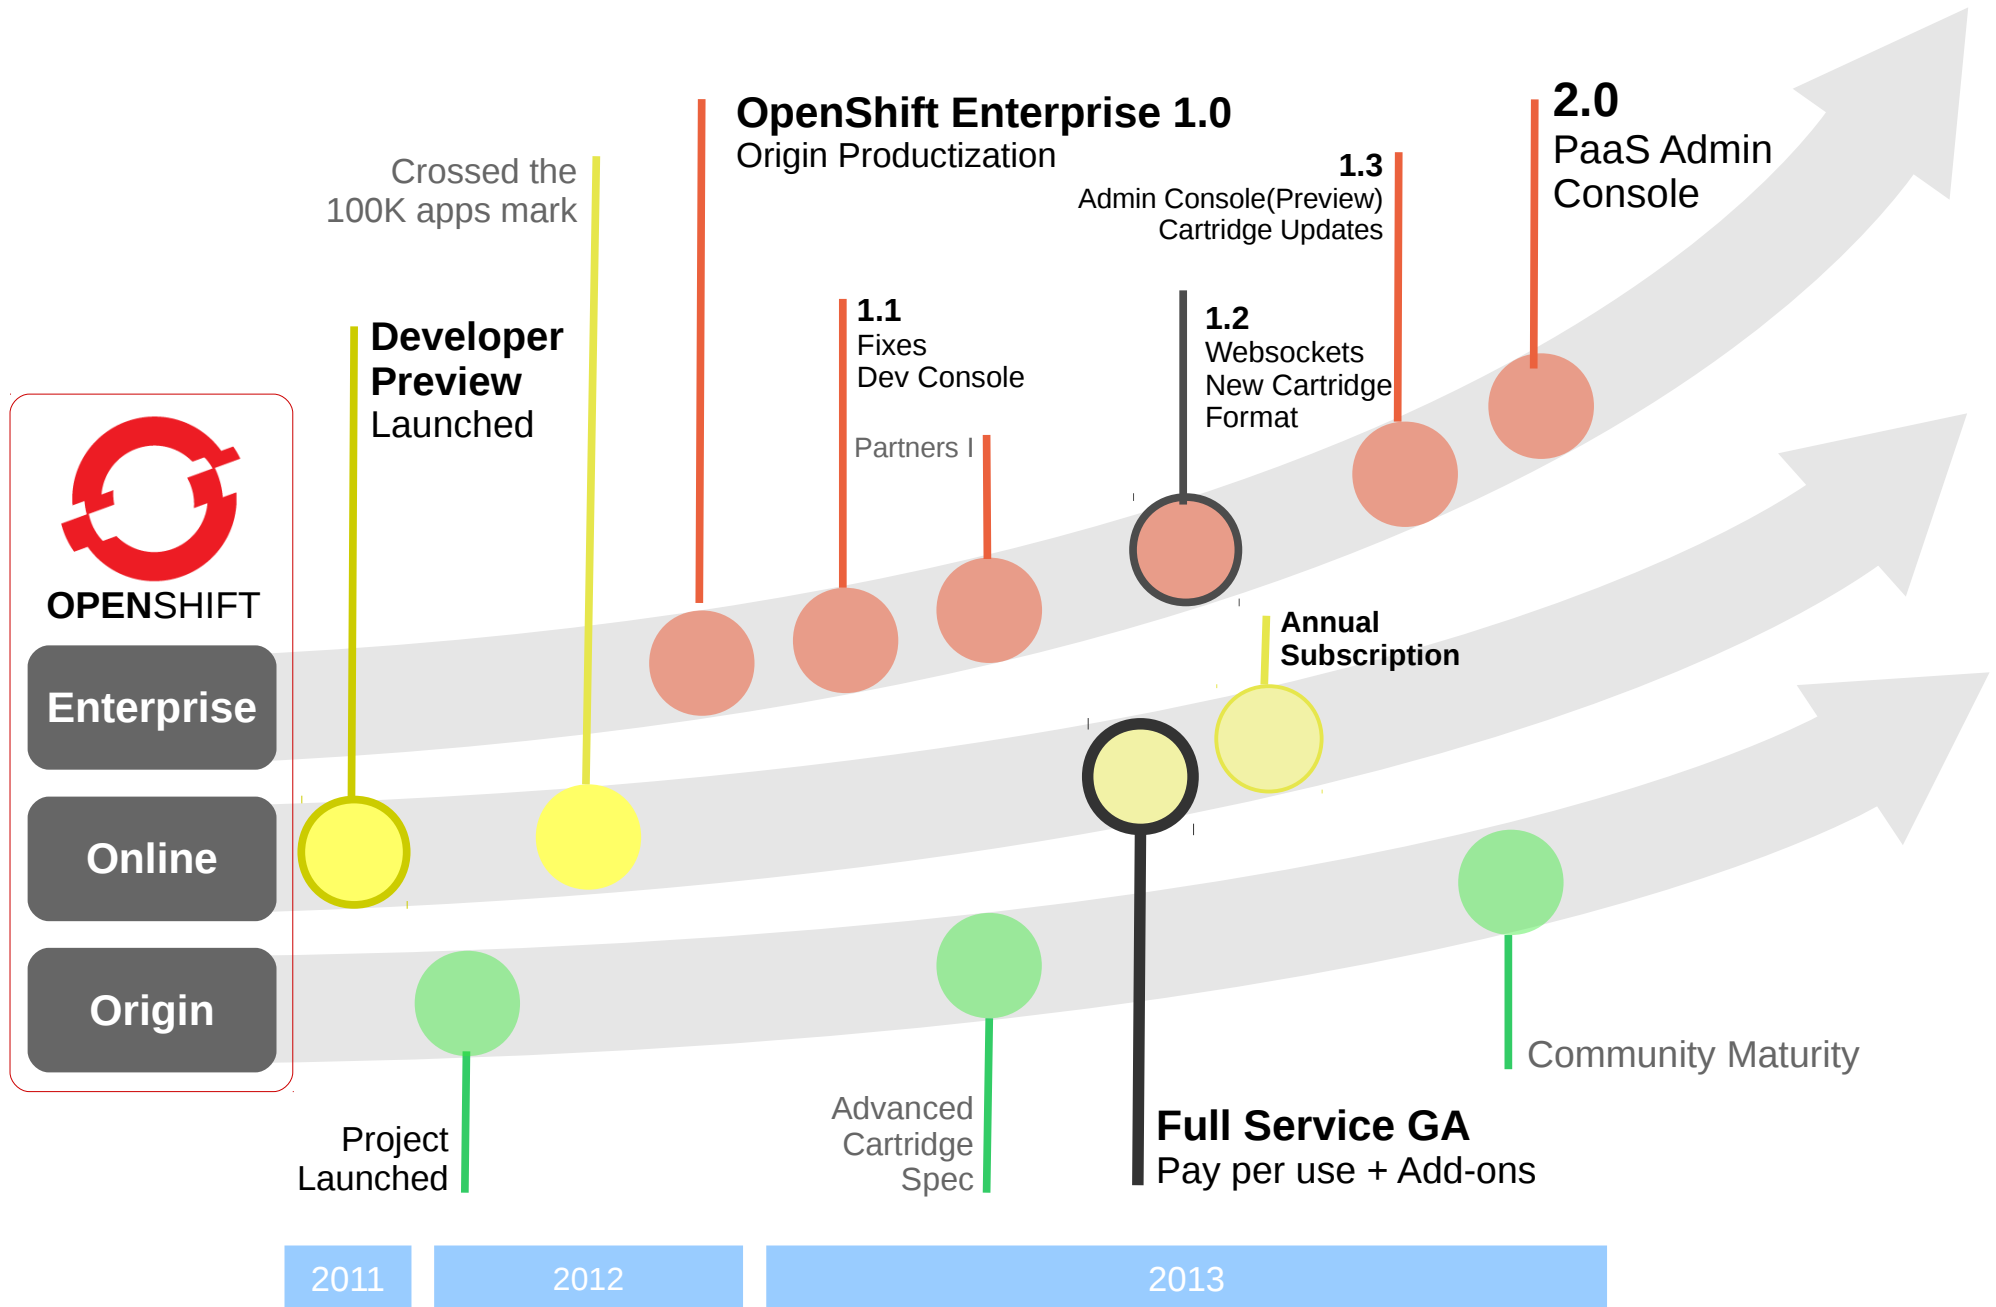 OpenShift Enterprise 1.0
Origin Productization
2.0
PaaS Admin
Console
Crossed the
100K apps mark
1.3
Admin Console(Preview)
Cartridge Updates
Developer
Preview
Launched
1.1
Fixes
Dev Console
1.2
Websockets
New Cartridge
Format
Partners I
OPENSHIFT
Enterprise
Online
Origin
Annual
Subscription
Community Maturity
Project
Launched
Advanced
Cartridge
Spec
Full Service GA
Pay per use + Add-ons
2011
2012
2013